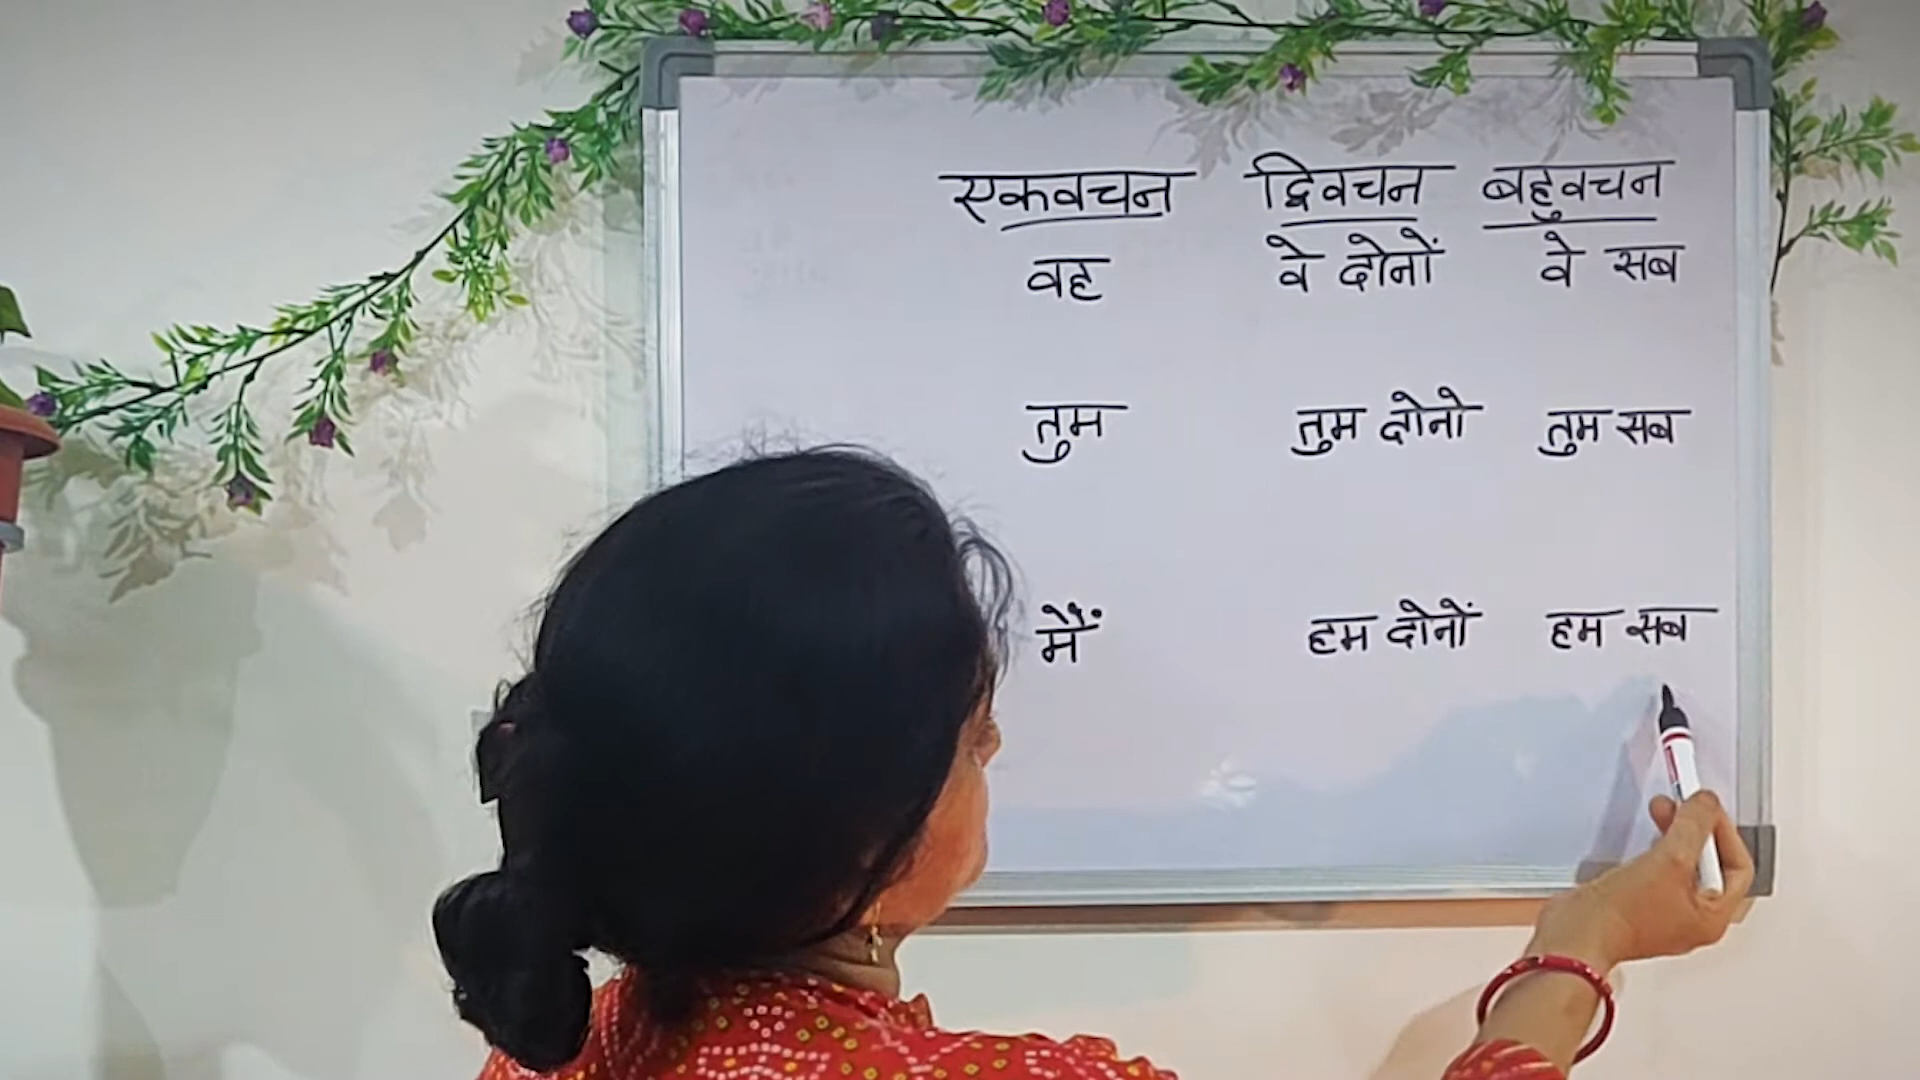 एकवचन द्विवचन बहुवचन
वह वे दोनों वे सब
तुम तुम दोनो तुम सब
मैं हम दोनों हम सब